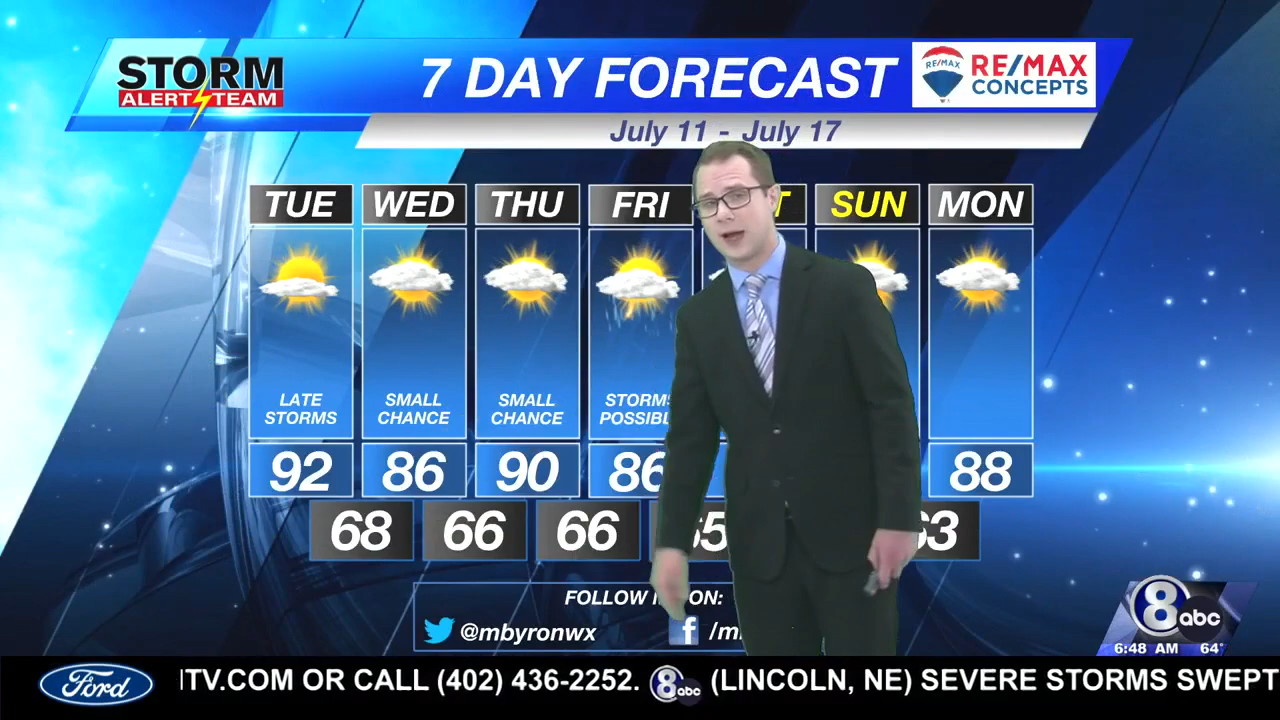 STORM
ALERT TEAM
7 DAY FORECAST
RE/MAX
RE/MAX
CONCEPTS
July 11 - July 17
TUE WED THU FRI SUN MON
LATE STORMS
SMALL CHANCE
SMALL CHANCE
STORMS
92 86 90 86 88
68 66 66
FOLLOW ON:
@mbyronwx
f
8 abc
6:48 AM 64°
Ford
ITV.COM OR CALL (402) 436-2252. 8 abc (LINCOLN, NE) SEVERE STORMS SWEPT